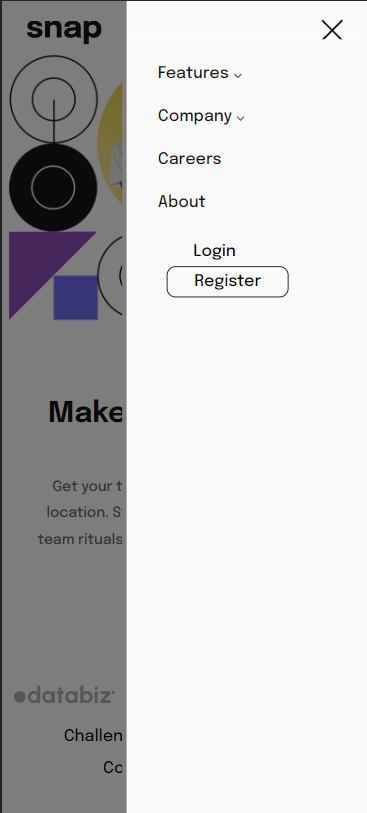 snap
Features
Company
Careers
About
Login
Register
Make
Get your t
location. S
team rituals
databiz
Challen
Co